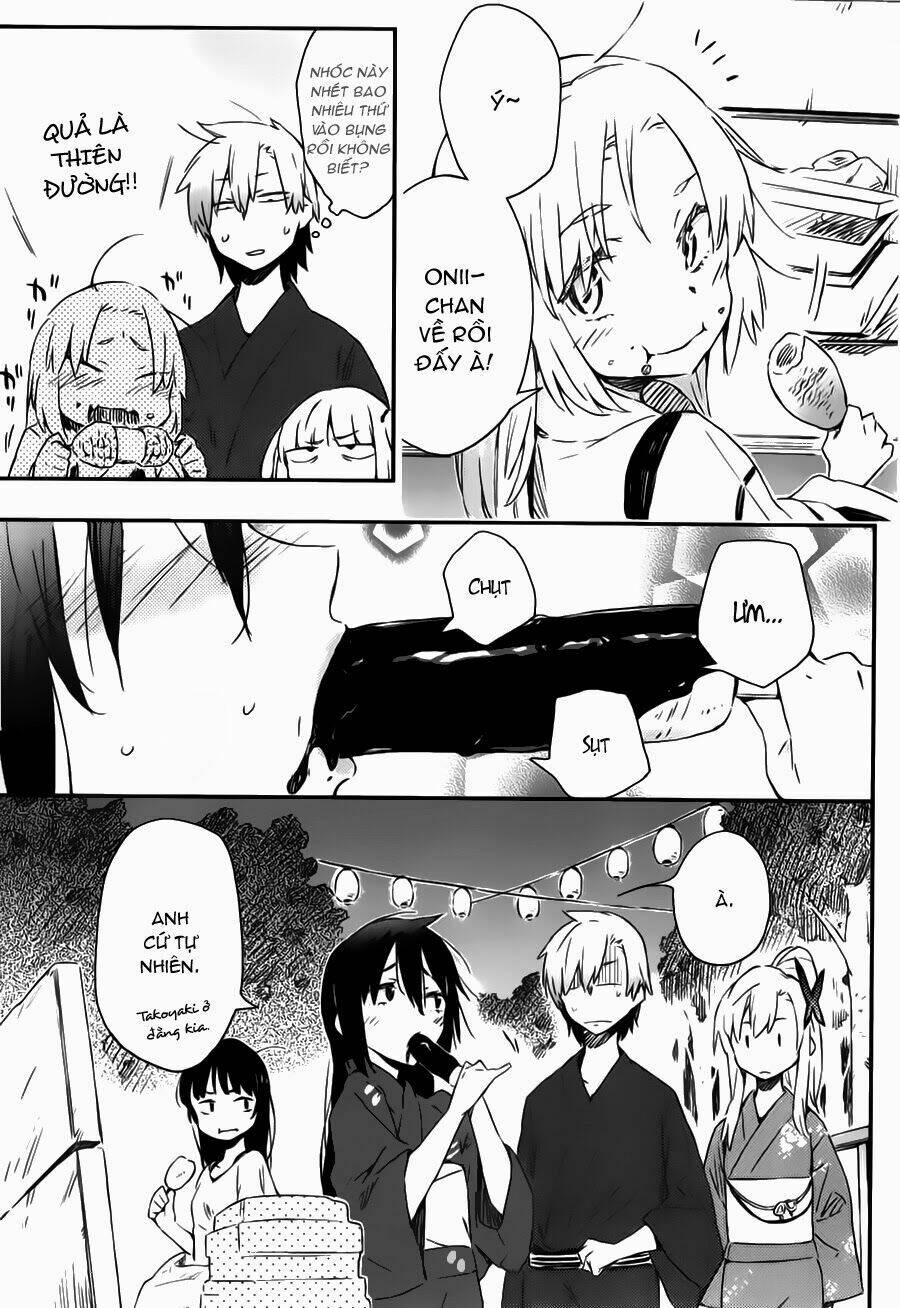 Ý~
ONII-
CHAN
VỀ RỒI
ĐẤY À!
NHÓC NÀY
NHÉT BAO
NHIÊU THỨ
VÀO BỤNG
RỒI KHÔNG
BIẾT?
QUẢ LÀ
THIÊN
ĐƯỜNG!!
ƯM...
CHỤT
SỤT
À.
ANH
CỨ TỰ
NHIÊN.
Takoyaki ở
đằng kia.